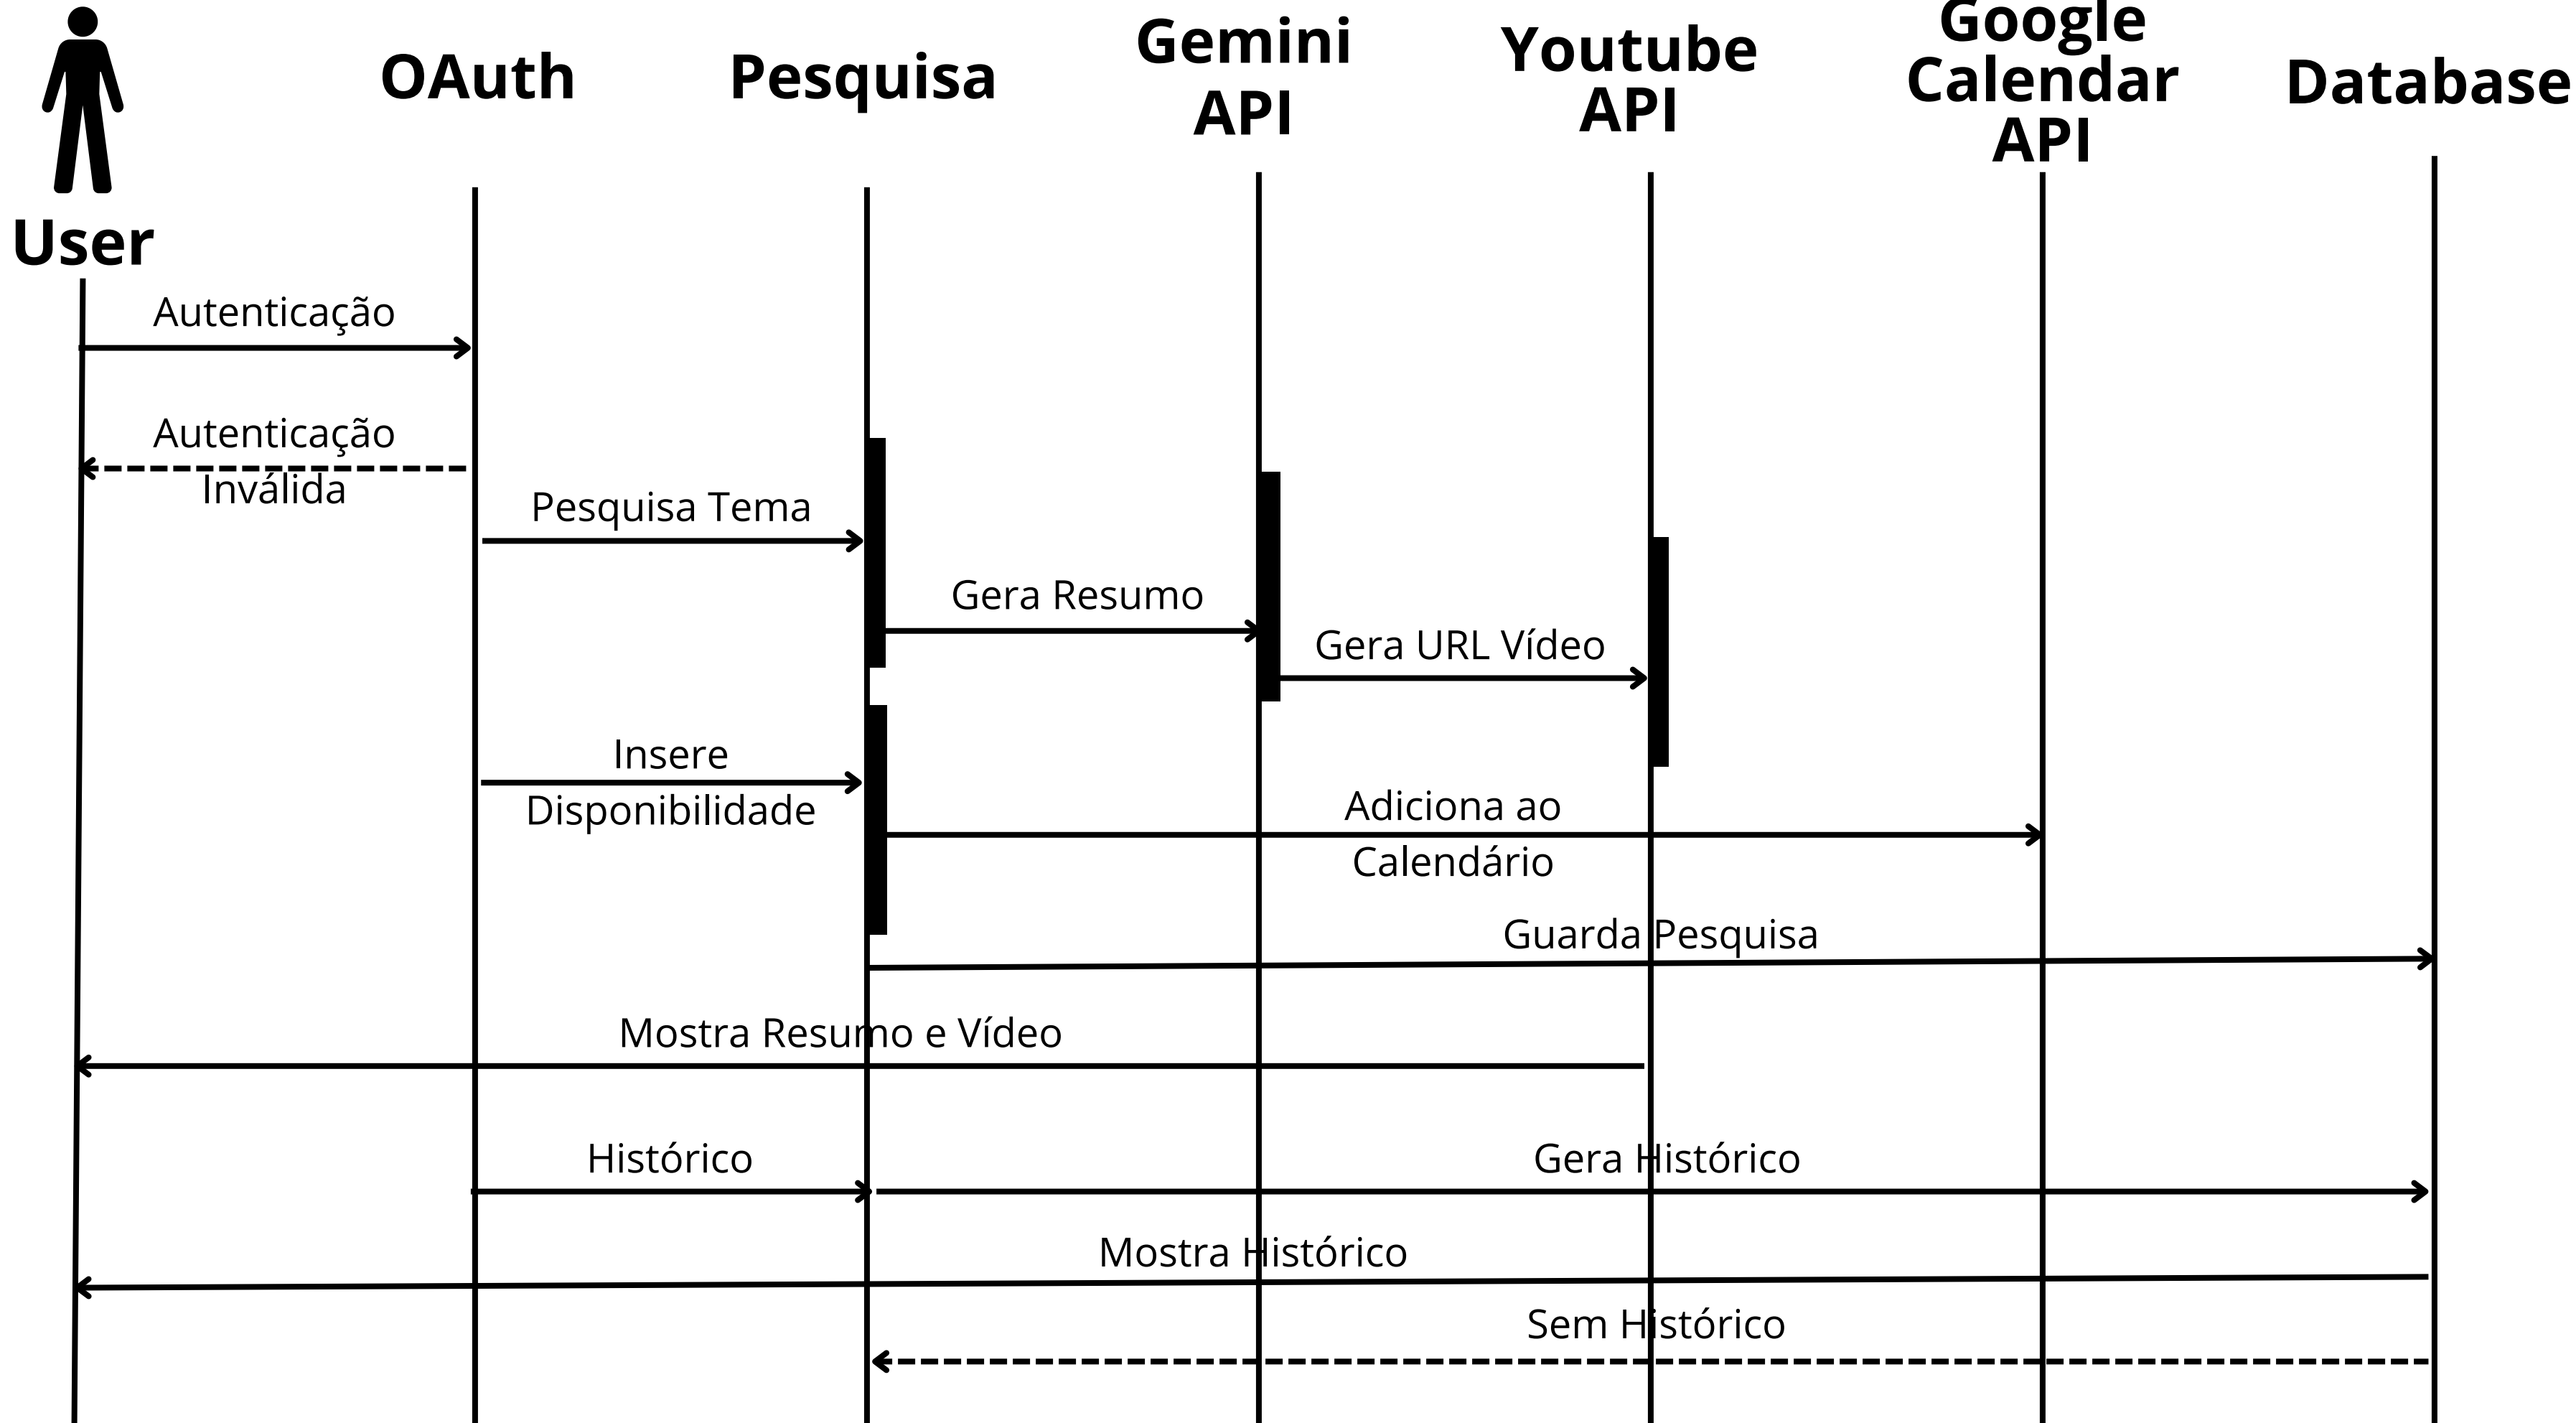 User
OAuth
Pesquisa
Gemini
API
Youtube
API
Google
Calendar
API
Database
Autenticação
Autenticação
Inválida
Pesquisa Tema
Gera Resumo
Gera URL Vídeo
Insere
Disponibilidade
Adiciona ao
Calendário
Guarda Pesquisa
Mostra Resumo e Vídeo
Histórico
Gera Histórico
Mostra Histórico
Sem Histórico